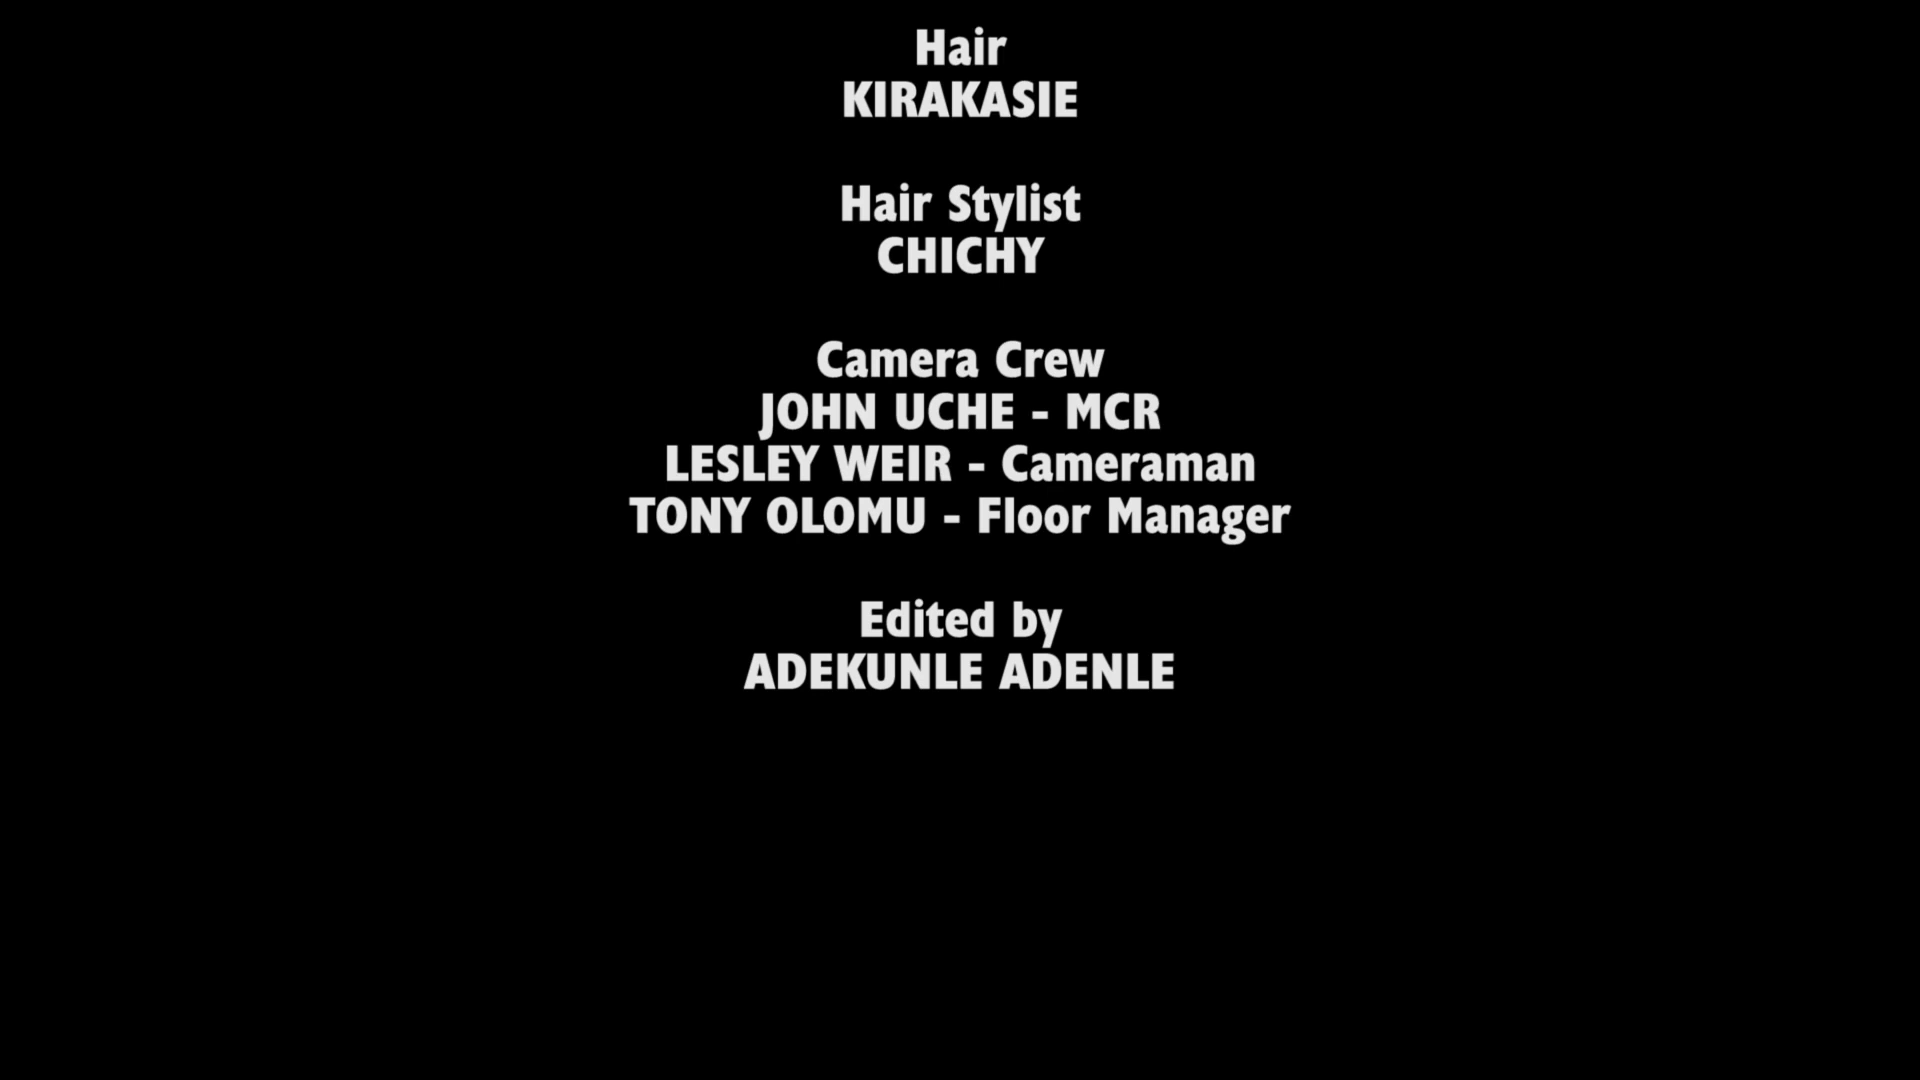 Hair
KIRAKASIE
Hair Stylist
CHICHY
Camera Crew
JOHN UCHE - MCR
LESLEY WEIR - Cameraman
TONY OLOMU - Floor Manager
Edited by
ADEKUNLE ADENLE